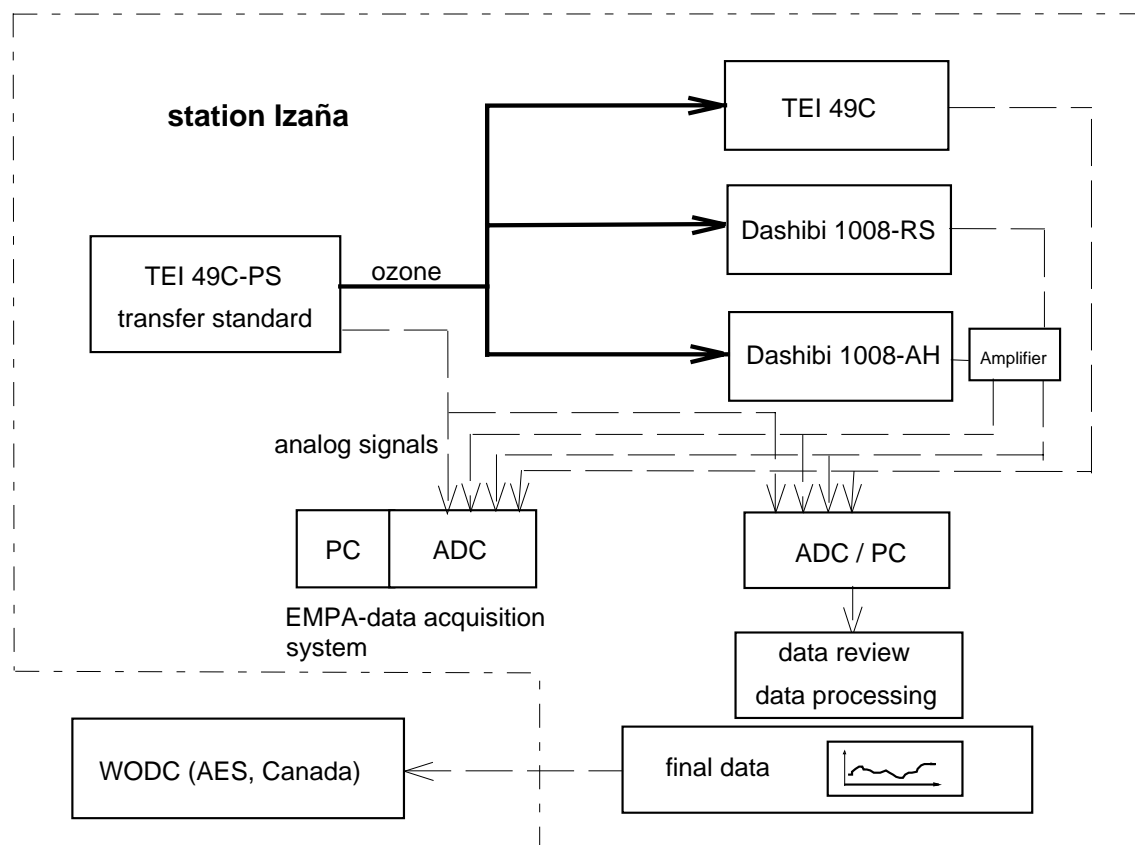 station Izaña
TEI 49C
Dashibi 1008-RS
TEI 49C-PS
transfer standard
ozone
Dashibi 1008-AH
Amplifier
analog signals
PC
ADC
ADC / PC
EMPA-data acquisition
system
data review
data processing
WODC (AES, Canada)
final data